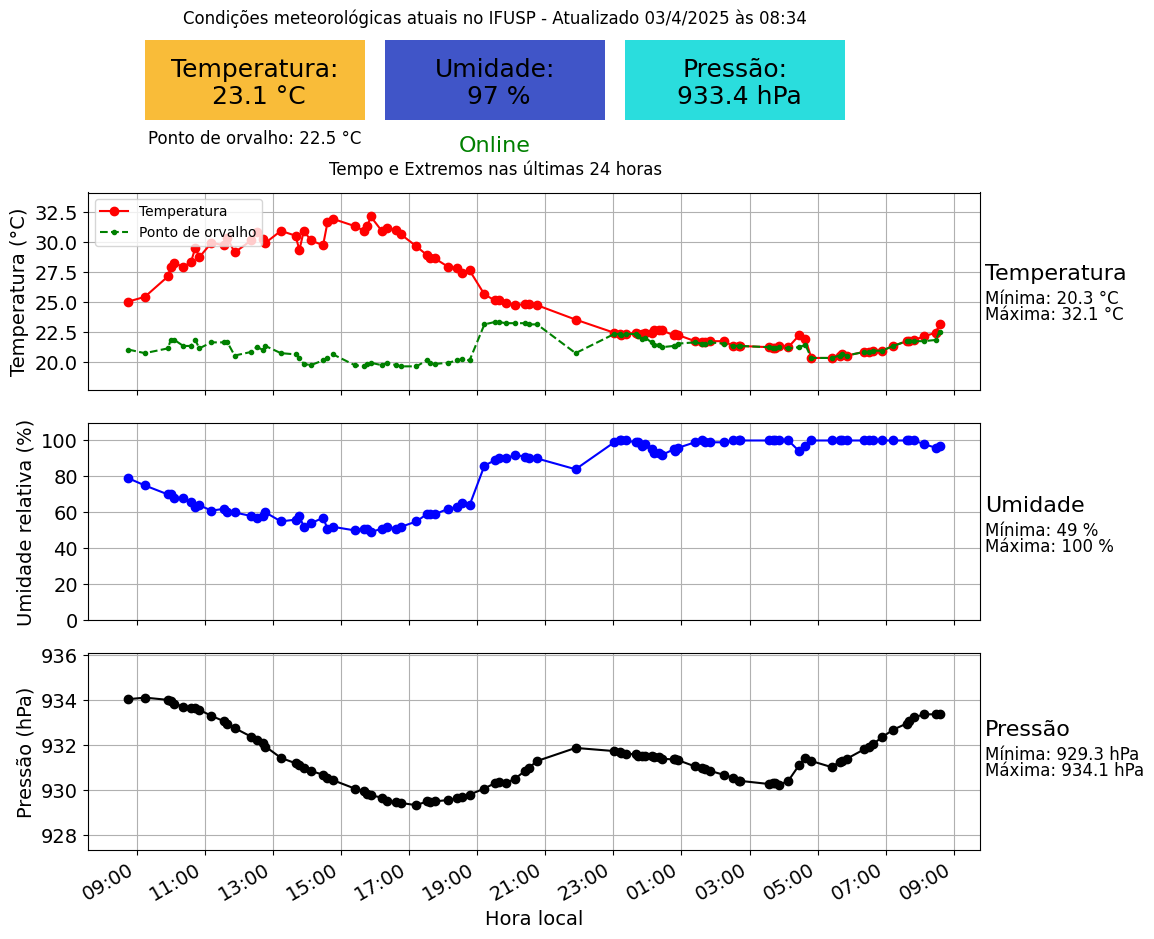 Condições meteorológicas atuais no IFUSP - Atualizado 03/4/2025 às 08:34
Temperatura:
23.1 °C
Umidade:
97 %
Pressão:
933.4 hPa
Ponto de orvalho: 22.5 °C
Online
Tempo e Extremos nas últimas 24 horas
Temperatura (°C)
32.5
30.0
27.5
25.0
22.5
20.0
Temperatura
Ponto de orvalho
Temperatura
Mínima: 20.3 °C
Máxima: 32.1 °C
Umidade relativa (%)
100
80
60
40
20
0
Umidade
Mínima: 49 %
Máxima: 100 %
Pressão (hPa)
936
934
932
930
928
Pressão
Mínima: 929.3 hPa
Máxima: 934.1 hPa
09:00 11:00 13:00 15:00 17:00 19:00 21:00 23:00 01:00 03:00 05:00 07:00 09:00
Hora local